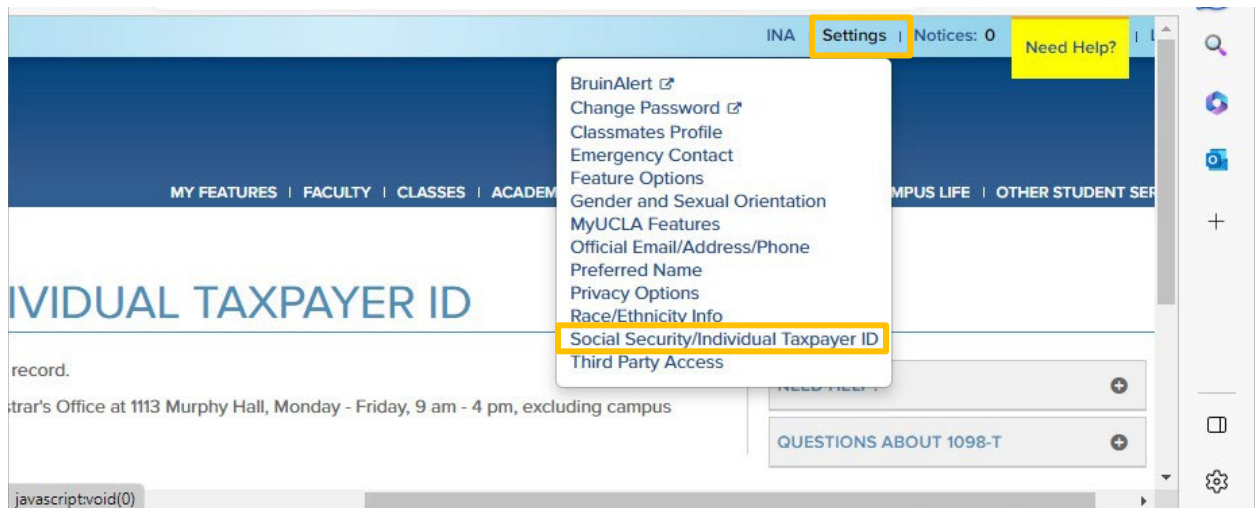 INA Settings | Notices: 0 Need Help? |
BruinAlert
Change Password
Classmates Profile
Emergency Contact
Feature Options
Gender and Sexual Orientation
MyUCLA Features
Official Email/Address/Phone
Preferred Name
Privacy Options
Race/Ethnicity Info
Social Security/Individual Taxpayer ID
Third Party Access
MY FEATURES | FACULTY | CLASSES | ACADEM MPUS LIFE | OTHER STUDENT SER
IVIDUAL TAXPAYER ID
record.
strar's Office at 1113 Murphy Hall, Monday - Friday, 9 am - 4 pm, excluding campus
NEED HELP?
QUESTIONS ABOUT 1098-T
javascript:void(0)